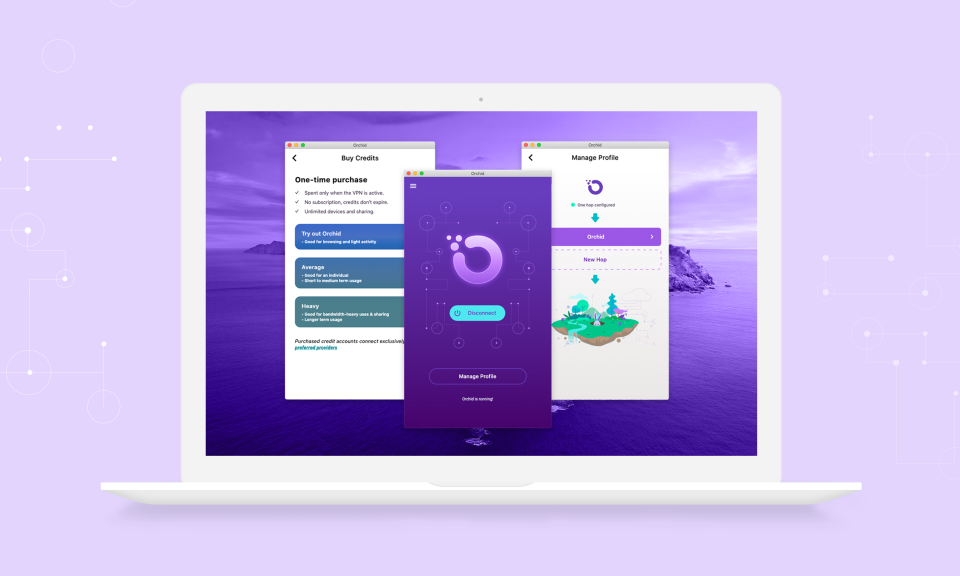 Orchid
Buy Credits
One-time purchase
✓ Spent only when the VPN is active.
✓ No subscription, credits don't expire.
✓ Unlimited devices and sharing.
Try out Orchid
- Good for browsing and light activity
Average
- Good for an individual
- Short to medium term usage
Heavy
- Good for bandwidth-heavy uses & sharing
- Longer term usage
Purchased credit accounts connect exclusively
preferred providers
Orchid
Disconnect
Manage Profile
Orchid is running!
Orchid
Manage Profile
One hop configured
Orchid
New Hop